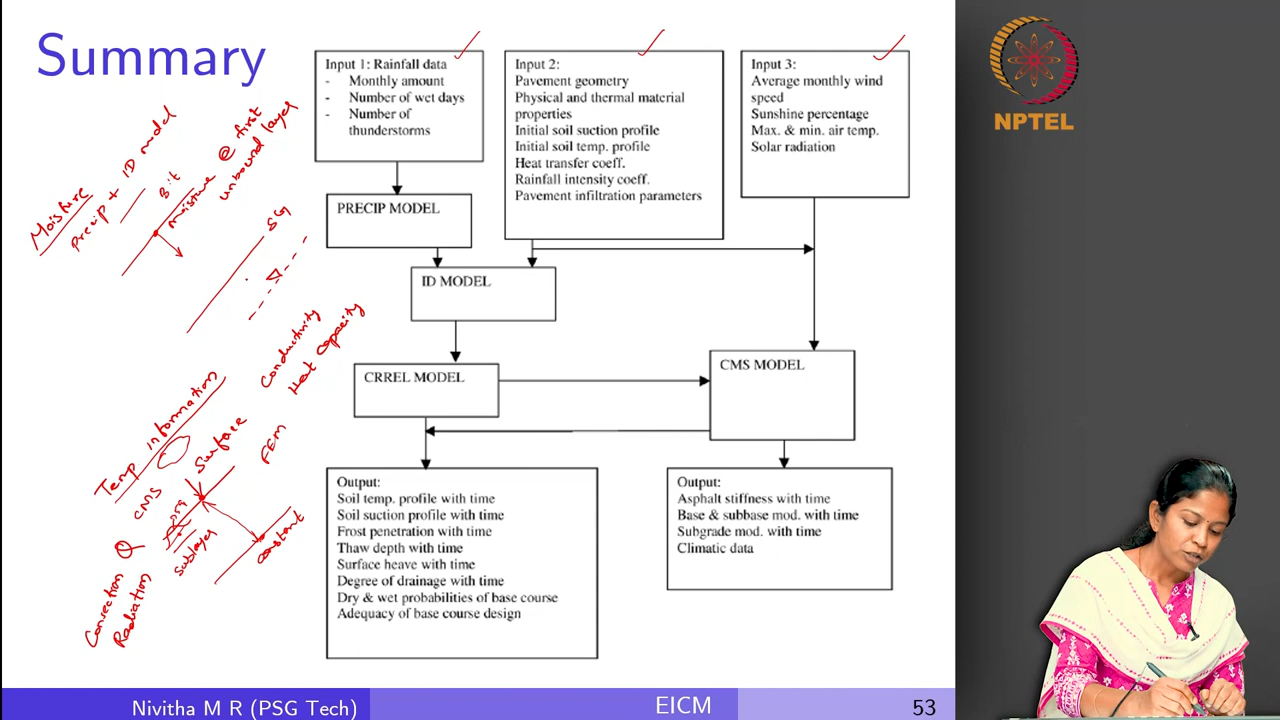 Summary
Input 1: Rainfall data
- Monthly amount
- Number of wet days
- Number of
thunderstorms
Input 2:
Pavement geometry
Physical and thermal material
properties
Initial soil suction profile
Initial soil temp. profile
Heat transfer coeff.
Rainfall intensity coeff.
Pavement infiltration parameters
Input 3:
Average monthly wind
speed
Sunshine percentage
Max. & min. air temp.
Solar radiation
NPTEL
PRECIP MODEL
ID MODEL
CRREL MODEL
CMS MODEL
Output:
Soil temp. profile with time
Soil suction profile with time
Frost penetration with time
Thaw depth with time
Surface heave with time
Degree of drainage with time
Dry & wet probabilities of base course
Adequacy of base course design
Output:
Asphalt stiffness with time
Base & subbase mod. with time
Subgrade mod. with time
Climatic data
Moisture
Precip + ID model
Bit
moisture @ first
unbound layer
SG
Temp information
CMS
Surface
FEM
Conductivity
Heat capacity
Q
Convection
Radiation
sublayer
constant
Nivitha M R (PSG Tech)
EICM
53